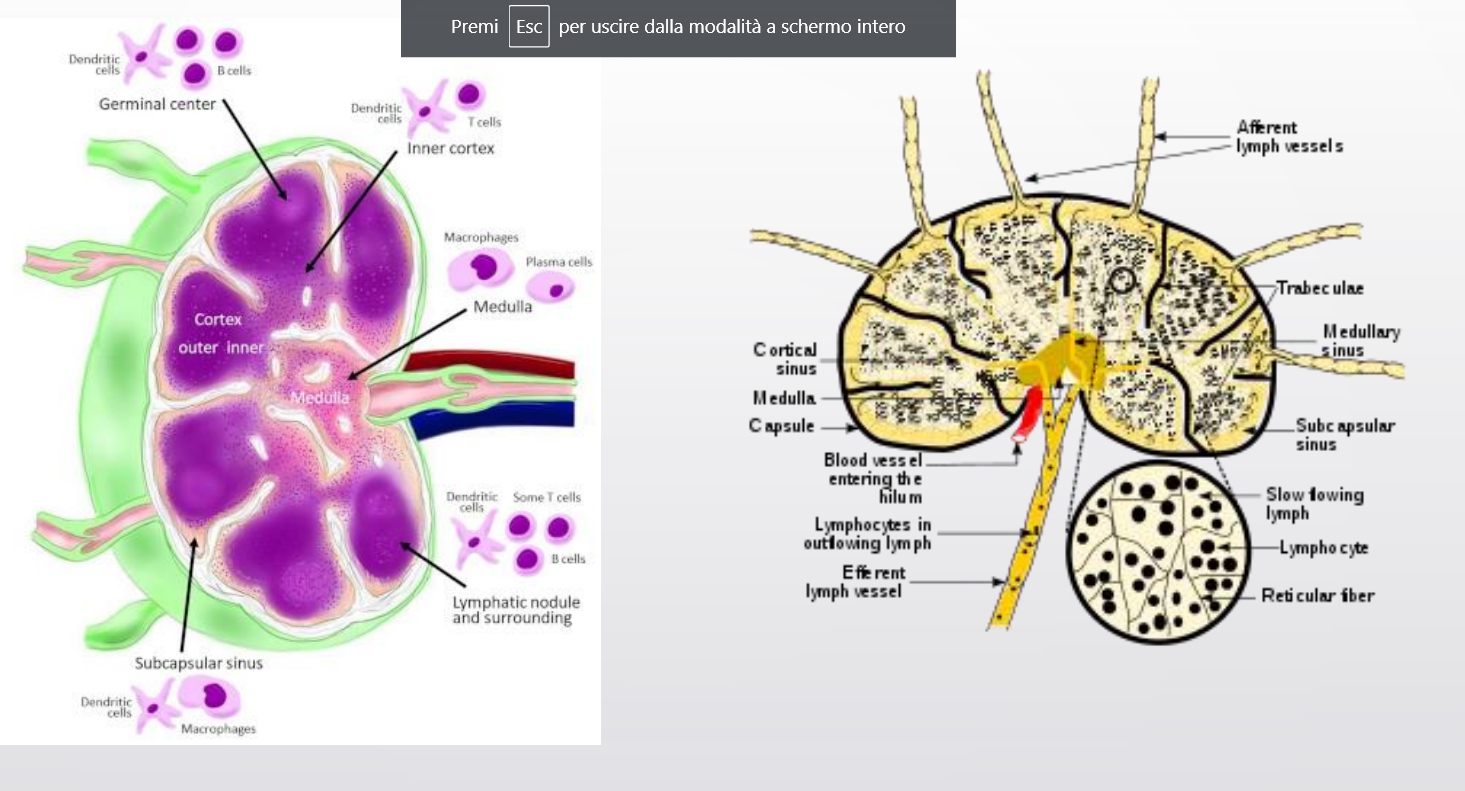 Premi Esc per uscire dalla modalità a schermo intero
Dendritic
cells
B cells
Germinal center
Dendritic
cells
T cells
Inner cortex
Macrophages
Plasma cells
Medulla
Cortex
outer inner
Medulla
Dendritic
cells
Some T cells
B cells
Lymphatic nodule
and surrounding
Subcapsular sinus
Dendritic
cells
Macrophages
Afferent
lymph vessels
Trabeculae
Medullary
sinus
Cortical
sinus
Medulla
Capsule
Subcapsular
sinus
Blood vessel
entering the
hilum
Slow flowing
lymph
Lymphocytes in
outflowing lymph
Lymphocyte
Efferent
lymph vessel
Reticular fiber